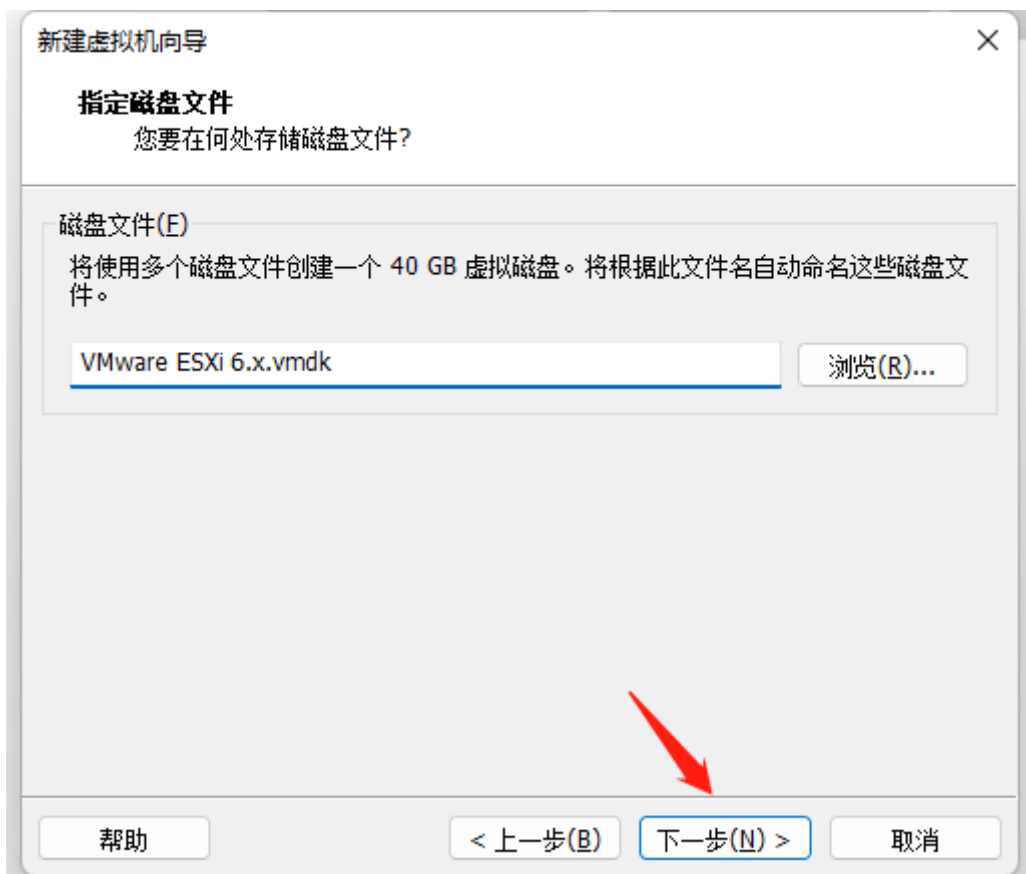 新建虚拟机向导
指定磁盘文件
您要在何处存储磁盘文件?
磁盘文件(F)
将使用多个磁盘文件创建一个 40 GB 虚拟磁盘。将根据此文件名自动命名这些磁盘文
件。
VMware ESXi 6.x.vmdk
浏览(R)...
帮助
< 上一步(B)
下一步(N) >
取消